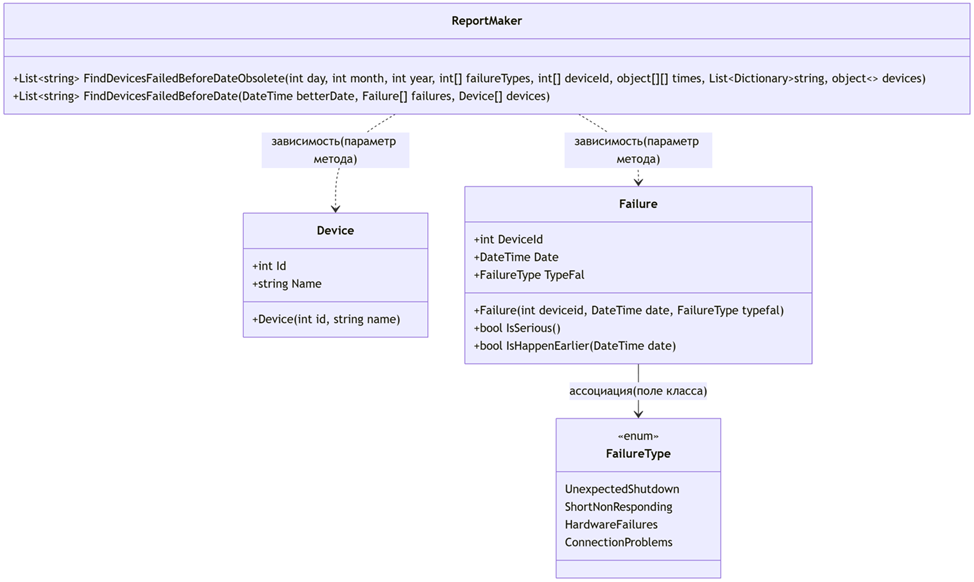 ReportMaker
+List<string> FindDevicesFailedBeforeDateObsolete(int day, int month, int year, int[] failureTypes, int[] deviceId, object[][] times, List<Dictionary>string, object<> devices)
+List<string> FindDevicesFailedBeforeDate(DateTime betterDate, Failure[] failures, Device[] devices)
зависимость(параметр
метода)
зависимость(параметр
метода)
Device
+int Id
+string Name
+Device(int id, string name)
Failure
+int DeviceId
+DateTime Date
+FailureType TypeFal
+Failure(int deviceid, DateTime date, FailureType typefal)
+bool IsSerious()
+bool IsHappenEarlier(DateTime date)
ассоциация(поле класса)
«enum»
FailureType
UnexpectedShutdown
ShortNonResponding
HardwareFailures
ConnectionProblems